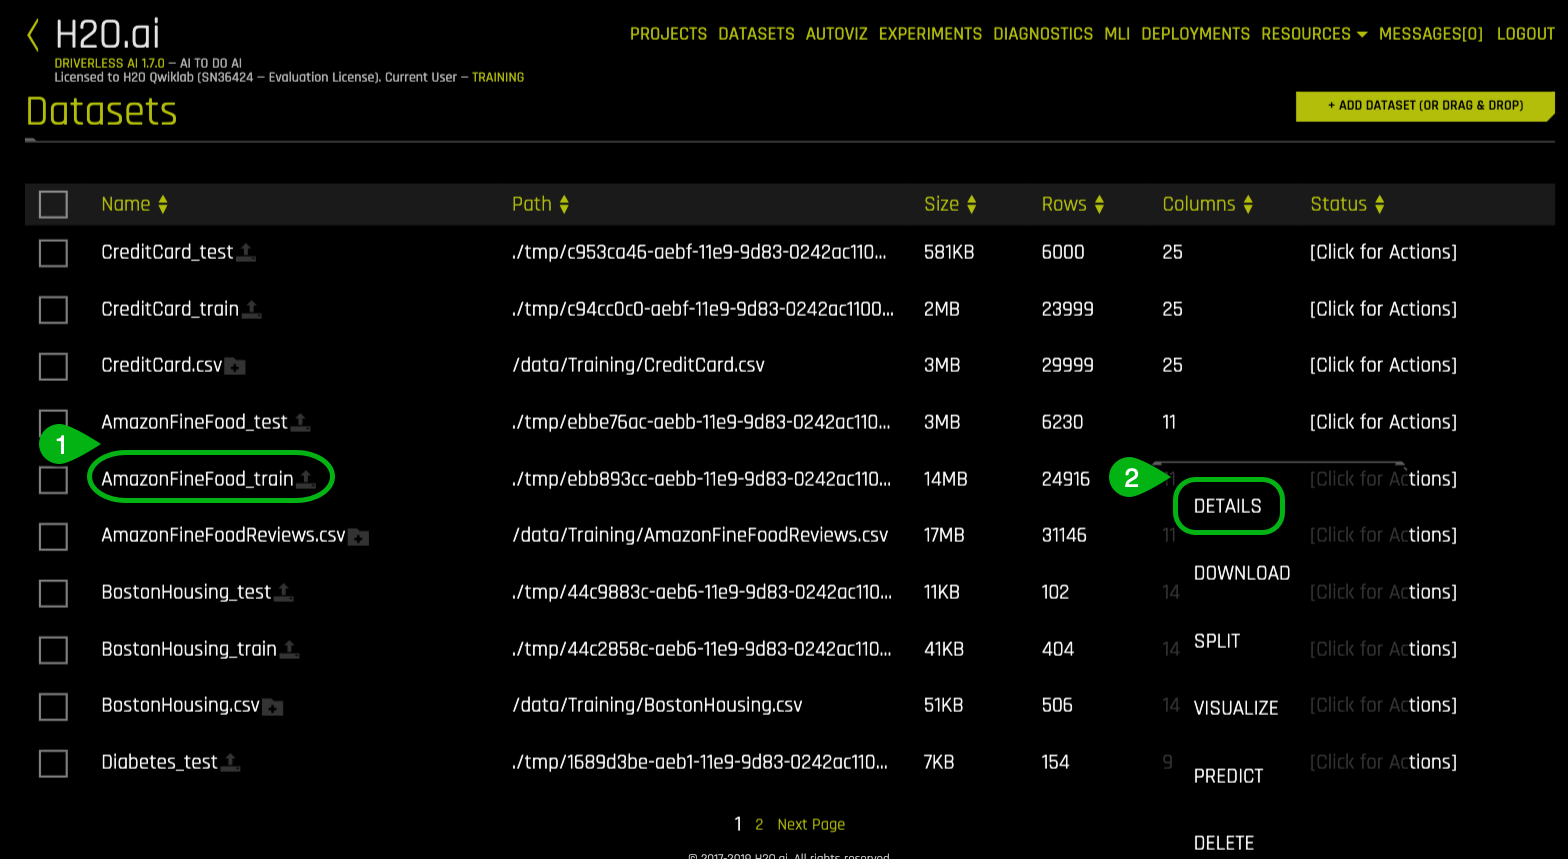 H2O.ai
PROJECTS DATASETS AUTOVIZ EXPERIMENTS DIAGNOSTICS MLI DEPLOYMENTS RESOURCES MESSAGES[0] LOGOUT
DRIVERLESS AI 1.7.0 – AI TO DO AI
Licensed to H2O Qwiklab (SN36424 – Evaluation License). Current User – TRAINING
Datasets
+ ADD DATASET (OR DRAG & DROP)
Name Path Size Rows Columns Status
CreditCard_test ./tmp/c953ca46-aebf-11e9-9d83-0242ac110... 581KB 6000 25 [Click for Actions]
CreditCard_train ./tmp/c94cc0c0-aebf-11e9-9d83-0242ac1100... 2MB 23999 25 [Click for Actions]
CreditCard.csv /data/Training/CreditCard.csv 3MB 29999 25 [Click for Actions]
AmazonFineFood_test ./tmp/ebbe76ac-aebb-11e9-9d83-0242ac110... 3MB 6230 11 [Click for Actions]
1
AmazonFineFood_train ./tmp/ebb893cc-aebb-11e9-9d83-0242ac110... 14MB 24916 2 11 [Click for Actions]
DETAILS
AmazonFineFoodReviews.csv /data/Training/AmazonFineFoodReviews.csv 17MB 31146 11 [Click for Actions]
DOWNLOAD
BostonHousing_test ./tmp/44c9883c-aeb6-11e9-9d83-0242ac110... 11KB 102 14 [Click for Actions]
SPLIT
BostonHousing_train ./tmp/44c2858c-aeb6-11e9-9d83-0242ac110... 41KB 404 14 [Click for Actions]
BostonHousing.csv /data/Training/BostonHousing.csv 51KB 506 14 [Click for Actions]
VISUALIZE
Diabetes_test ./tmp/1689d3be-aeb1-11e9-9d83-0242ac110... 7KB 154 9 [Click for Actions]
PREDICT
1 2 Next Page
DELETE
© 2017-2019 H2O.ai. All rights reserved.